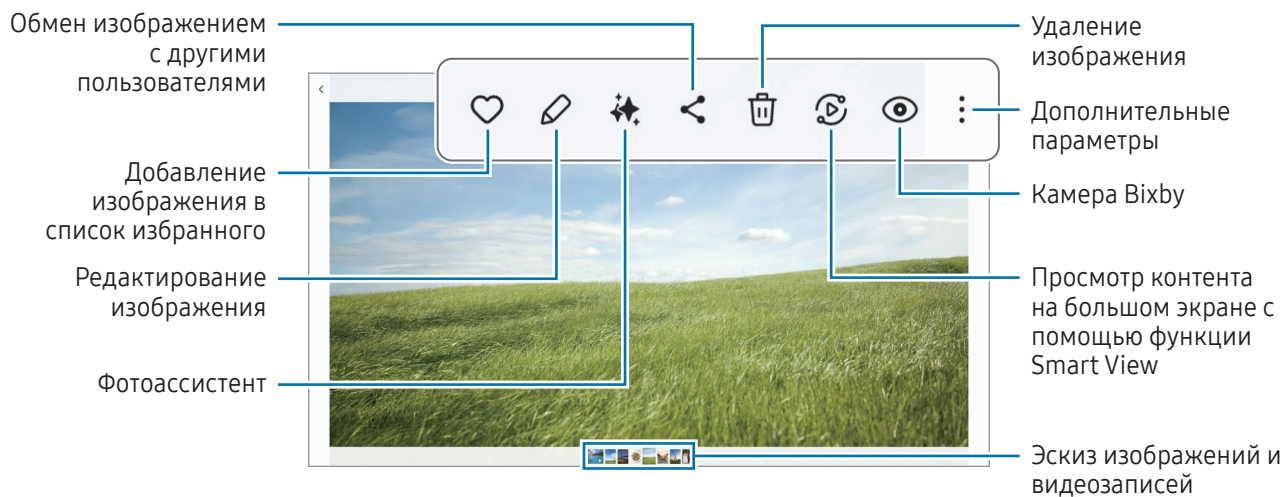 Обмен изображением
с другими
пользователями
Добавление
изображения в
список избранного
Редактирование
изображения
Фотоассистент
Удаление
изображения
Дополнительные
параметры
Камера Bixby
Просмотр контента
на большом экране с
помощью функции
Smart View
Эскиз изображений и
видеозаписей